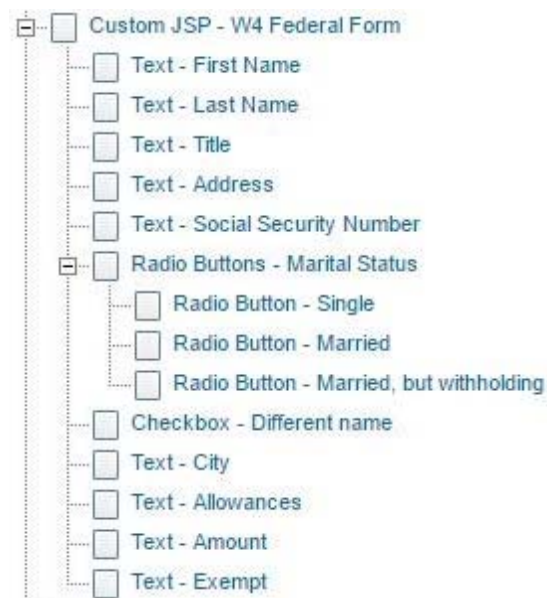 Custom JSP - W4 Federal Form
Text - First Name
Text - Last Name
Text - Title
Text - Address
Text - Social Security Number
Radio Buttons - Marital Status
Radio Button - Single
Radio Button - Married
Radio Button - Married, but withholding
Checkbox - Different name
Text - City
Text - Allowances
Text - Amount
Text - Exempt